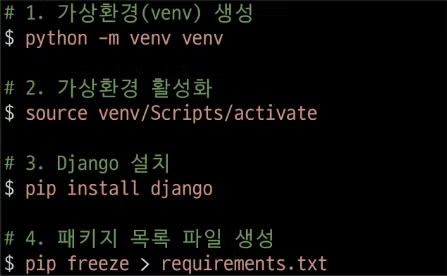 # 1. 가상환경(venv) 생성
$ python -m venv venv
# 2. 가상환경 활성화
$ source venv/Scripts/activate
# 3. Django 설치
$ pip install django
# 4. 패키지 목록 파일 생성
$ pip freeze > requirements.txt